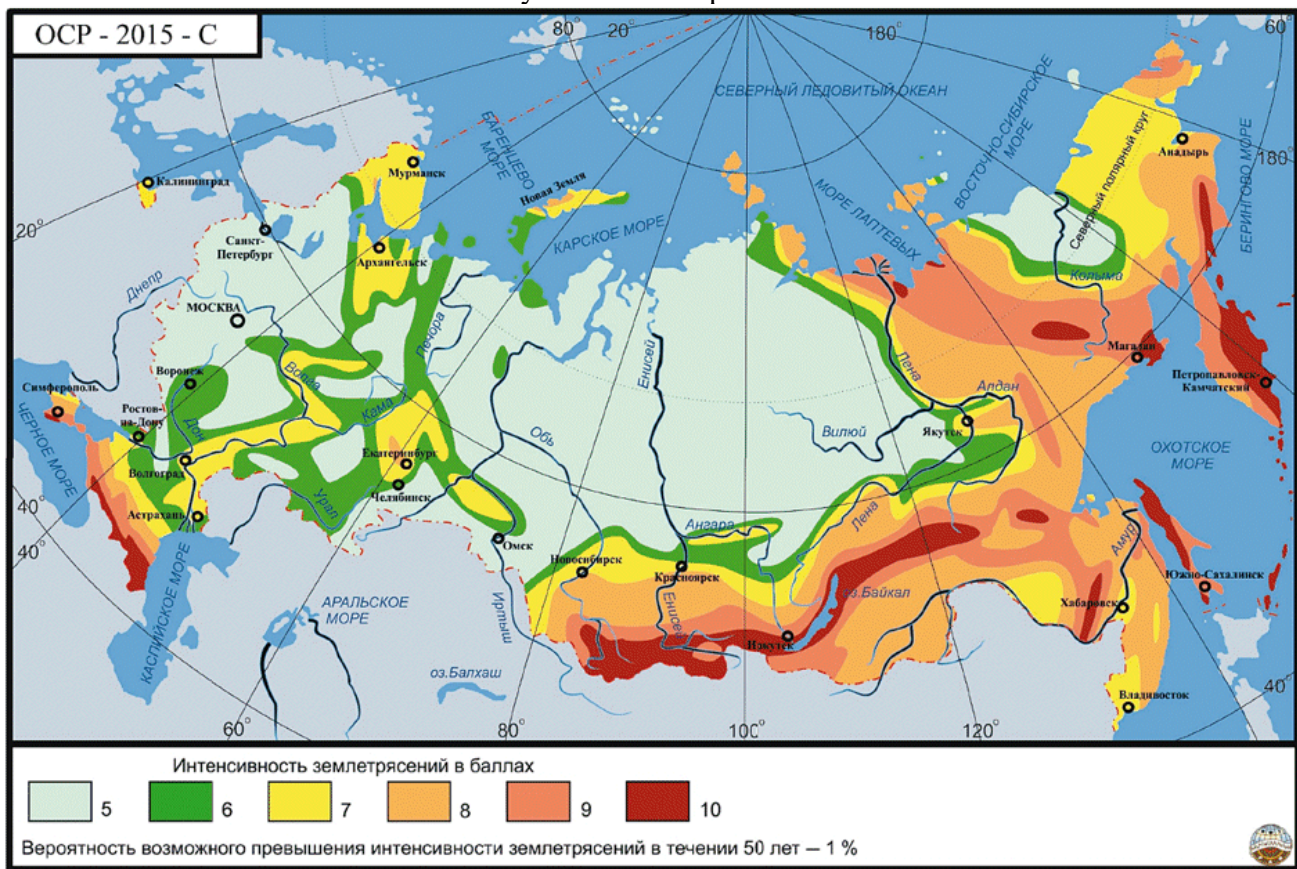 ОСР - 2015 - С
80°
20°
180°
60°
СЕВЕРНЫЙ ЛЕДОВИТЫЙ ОКЕАН
БАРЕНЦЕВО
МОРЕ
ВОСТОЧНО-СИБИРСКОЕ
МОРЕ
Северный полярный круг
Анадырь
180°
БЕРИНГОВО МОРЕ
Калининград
Мурманск
Новая Земля
МОРЕ ЛАПТЕВЫХ
КАРСКОЕ МОРЕ
20°
Санкт-
Петербург
Архангельск
Колыма
Днепр
МОСКВА
Печора
Енисей
Лена
Магадан
Петропавловск-
Камчатский
Воронеж
Волга
Алдан
Симферополь
Ростов-
на-Дону
Дон
Кама
Обь
Вилюй
Якутск
ОХОТСКОЕ
МОРЕ
ЧЕРНОЕ МОРЕ
Волгоград
Екатеринбург
Челябинск
Урал
Астрахань
40°
40°
Омск
Новосибирск
Ангара
Красноярск
Лена
Амур
Южно-Сахалинск
КАСПИЙСКОЕ МОРЕ
АРАЛЬСКОЕ
МОРЕ
Иртыш
Енисей
оз.Байкал
Хабаровск
Иркутск
оз.Балхаш
Владивосток
40°
60°
80°
100°
120°
Интенсивность землетрясений в баллах
5 6 7 8 9 10
Вероятность возможного превышения интенсивности землетрясений в течении 50 лет — 1 %